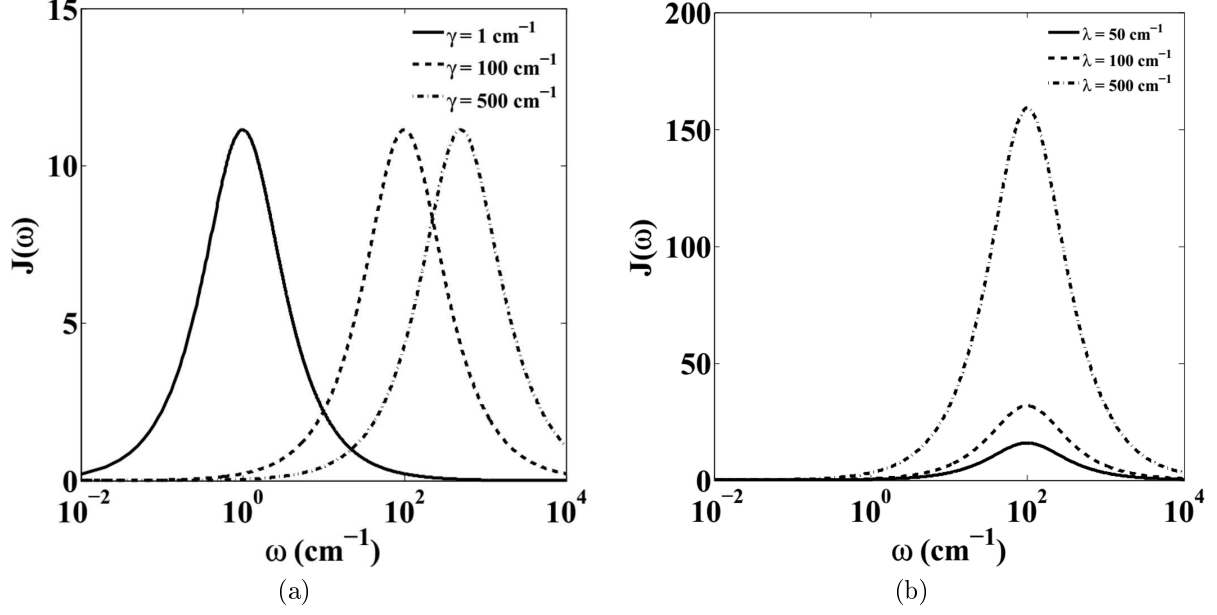 15
γ = 1 cm⁻¹
γ = 100 cm⁻¹
γ = 500 cm⁻¹
10
J(ω)
5
0
10⁻²
10⁰
10²
10⁴
ω (cm⁻¹)
(a)
200
λ = 50 cm⁻¹
λ = 100 cm⁻¹
λ = 500 cm⁻¹
150
100
J(ω)
50
0
10⁻²
10⁰
10²
10⁴
ω (cm⁻¹)
(b)